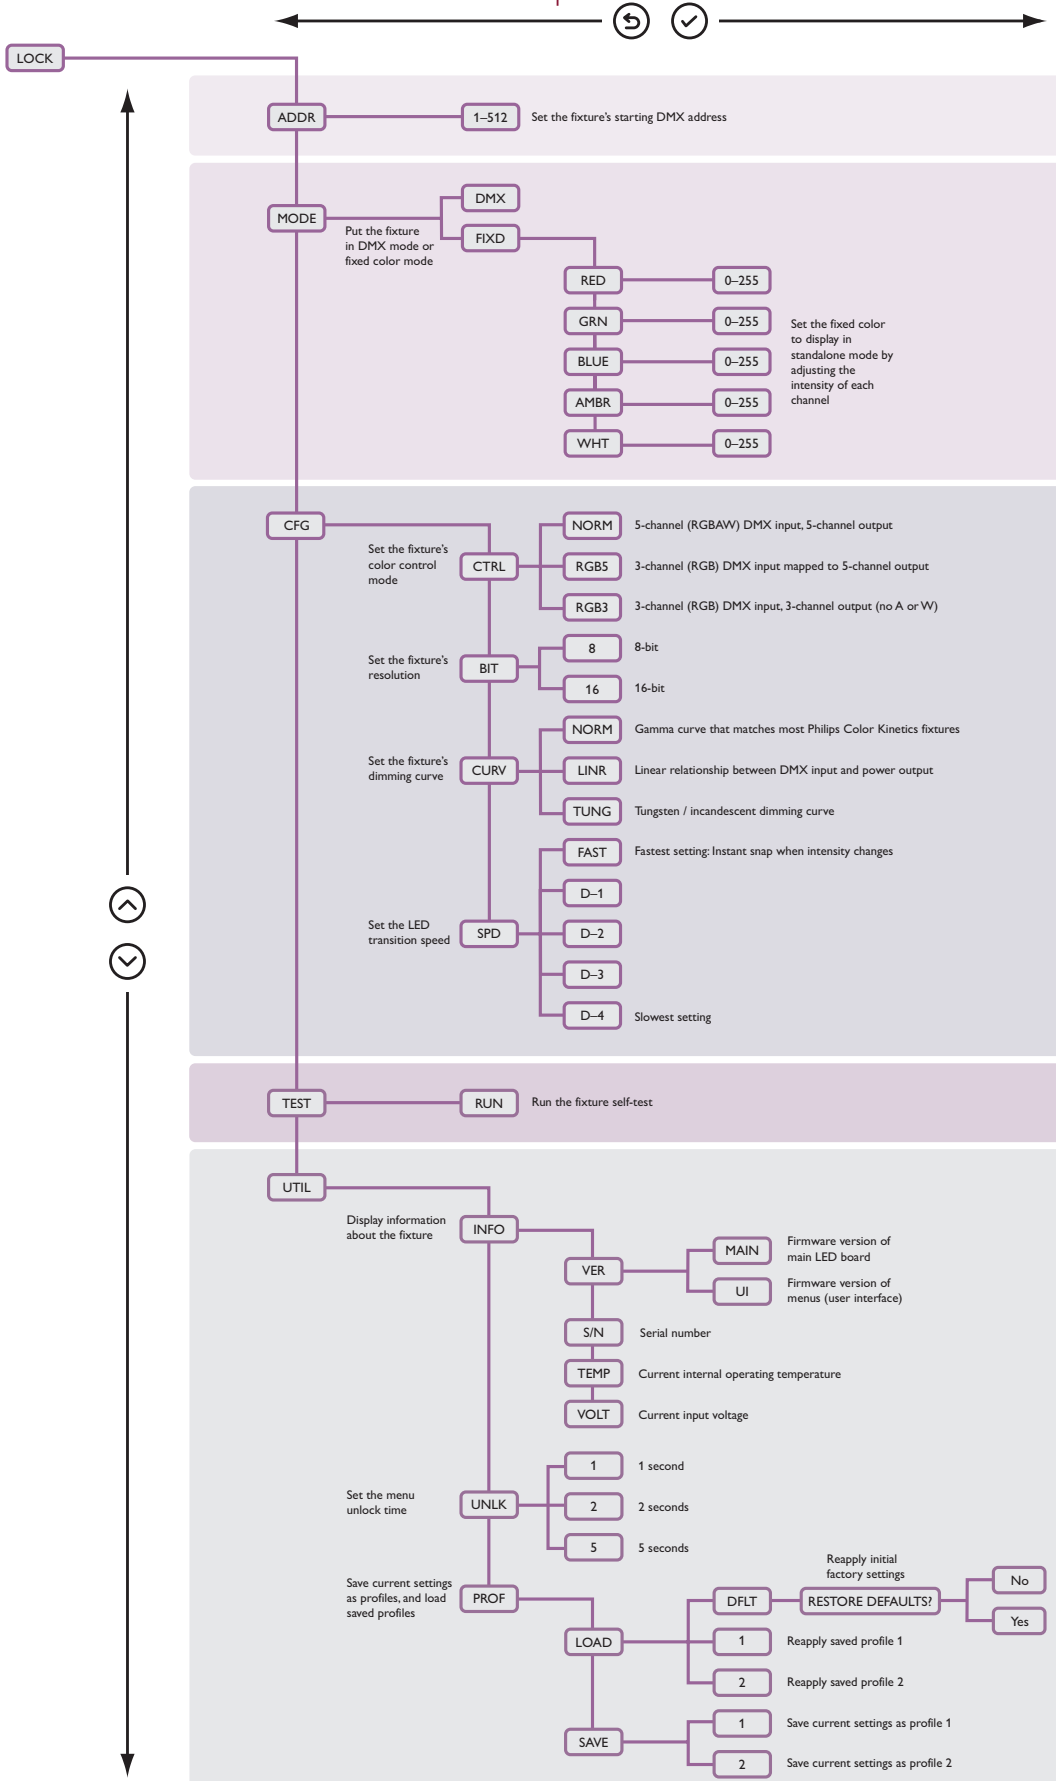 LOCK
ADDR
1–512
Set the fixture's starting DMX address
MODE
Put the fixture
in DMX mode or
fixed color mode
DMX
FIXD
RED
0–255
GRN
0–255
BLUE
0–255
AMBR
0–255
WHT
0–255
Set the fixed color
to display in
standalone mode by
adjusting the
intensity of each
channel
CFG
Set the fixture's
color control
mode
CTRL
NORM
5-channel (RGBAW) DMX input, 5-channel output
RGB5
3-channel (RGB) DMX input mapped to 5-channel output
RGB3
3-channel (RGB) DMX input, 3-channel output (no A or W)
Set the fixture's
resolution
BIT
8
8-bit
16
16-bit
Set the fixture's
dimming curve
CURV
NORM
Gamma curve that matches most Philips Color Kinetics fixtures
LINR
Linear relationship between DMX input and power output
TUNG
Tungsten / incandescent dimming curve
Set the LED
transition speed
SPD
FAST
Fastest setting: Instant snap when intensity changes
D–1
D–2
D–3
D–4
Slowest setting
TEST
RUN
Run the fixture self-test
UTIL
Display information
about the fixture
INFO
VER
MAIN
Firmware version of
main LED board
UI
Firmware version of
menus (user interface)
S/N
Serial number
TEMP
Current internal operating temperature
VOLT
Current input voltage
Set the menu
unlock time
UNLK
1
1 second
2
2 seconds
5
5 seconds
Save current settings
as profiles, and load
saved profiles
PROF
LOAD
DFLT
Reapply initial
factory settings
RESTORE DEFAULTS?
No
Yes
1
Reapply saved profile 1
2
Reapply saved profile 2
SAVE
1
Save current settings as profile 1
2
Save current settings as profile 2